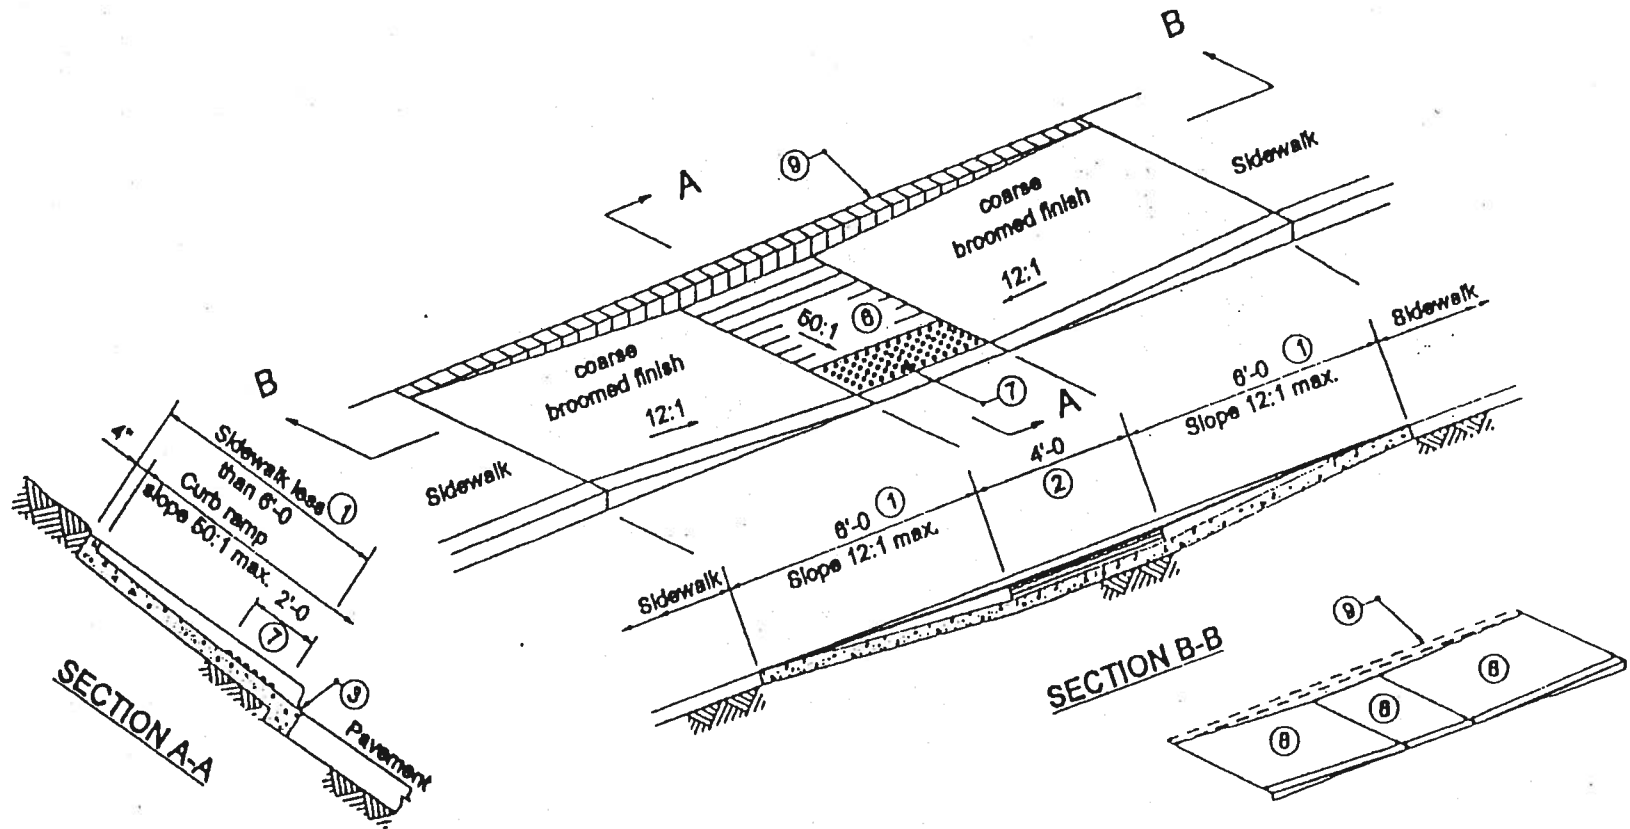 B
Sidewalk
9
A
coarse
broomed finish
12:1
50:1 6
coarse
broomed finish
12:1
7
A
B
Sidewalk
Sidewalk
6'-0 1
Slope 12:1 max.
4'-0
2
6'-0 1
Slope 12:1 max.
Sidewalk
SECTION B-B
4"
Sidewalk less 1
than 6'-0
Curb ramp
slope 50:1 max.
2'-0
7
3
Pavement
SECTION A-A
9
8
8
8